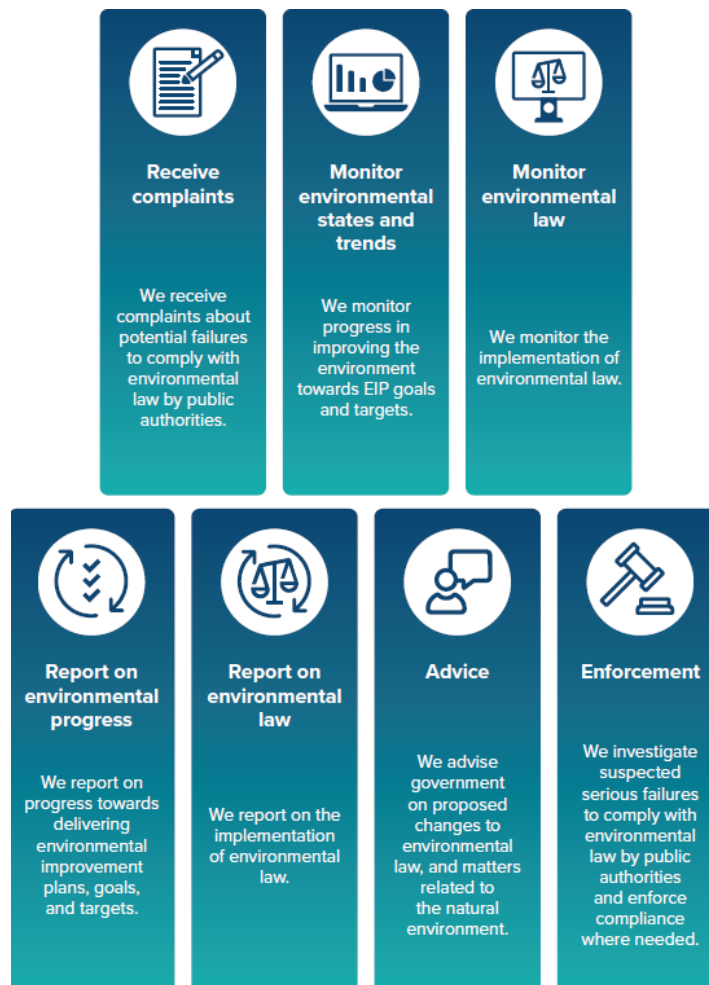 Receive
complaints
We receive
complaints about
potential failures
to comply with
environmental
law by public
authorities.
Monitor
environmental
states and
trends
We monitor
progress in
improving the
environment
towards EIP goals
and targets.
Monitor
environmental
law
We monitor the
implementation of
environmental law.
Report on
environmental
progress
We report on
progress towards
delivering
environmental
improvement
plans, goals,
and targets.
Report on
environmental
law
We report on the
implementation
of environmental
law.
Advice
We advise
government
on proposed
changes to
environmental
law, and matters
related to
the natural
environment.
Enforcement
We investigate
suspected
serious failures
to comply with
environmental
law by public
authorities
and enforce
compliance
where needed.